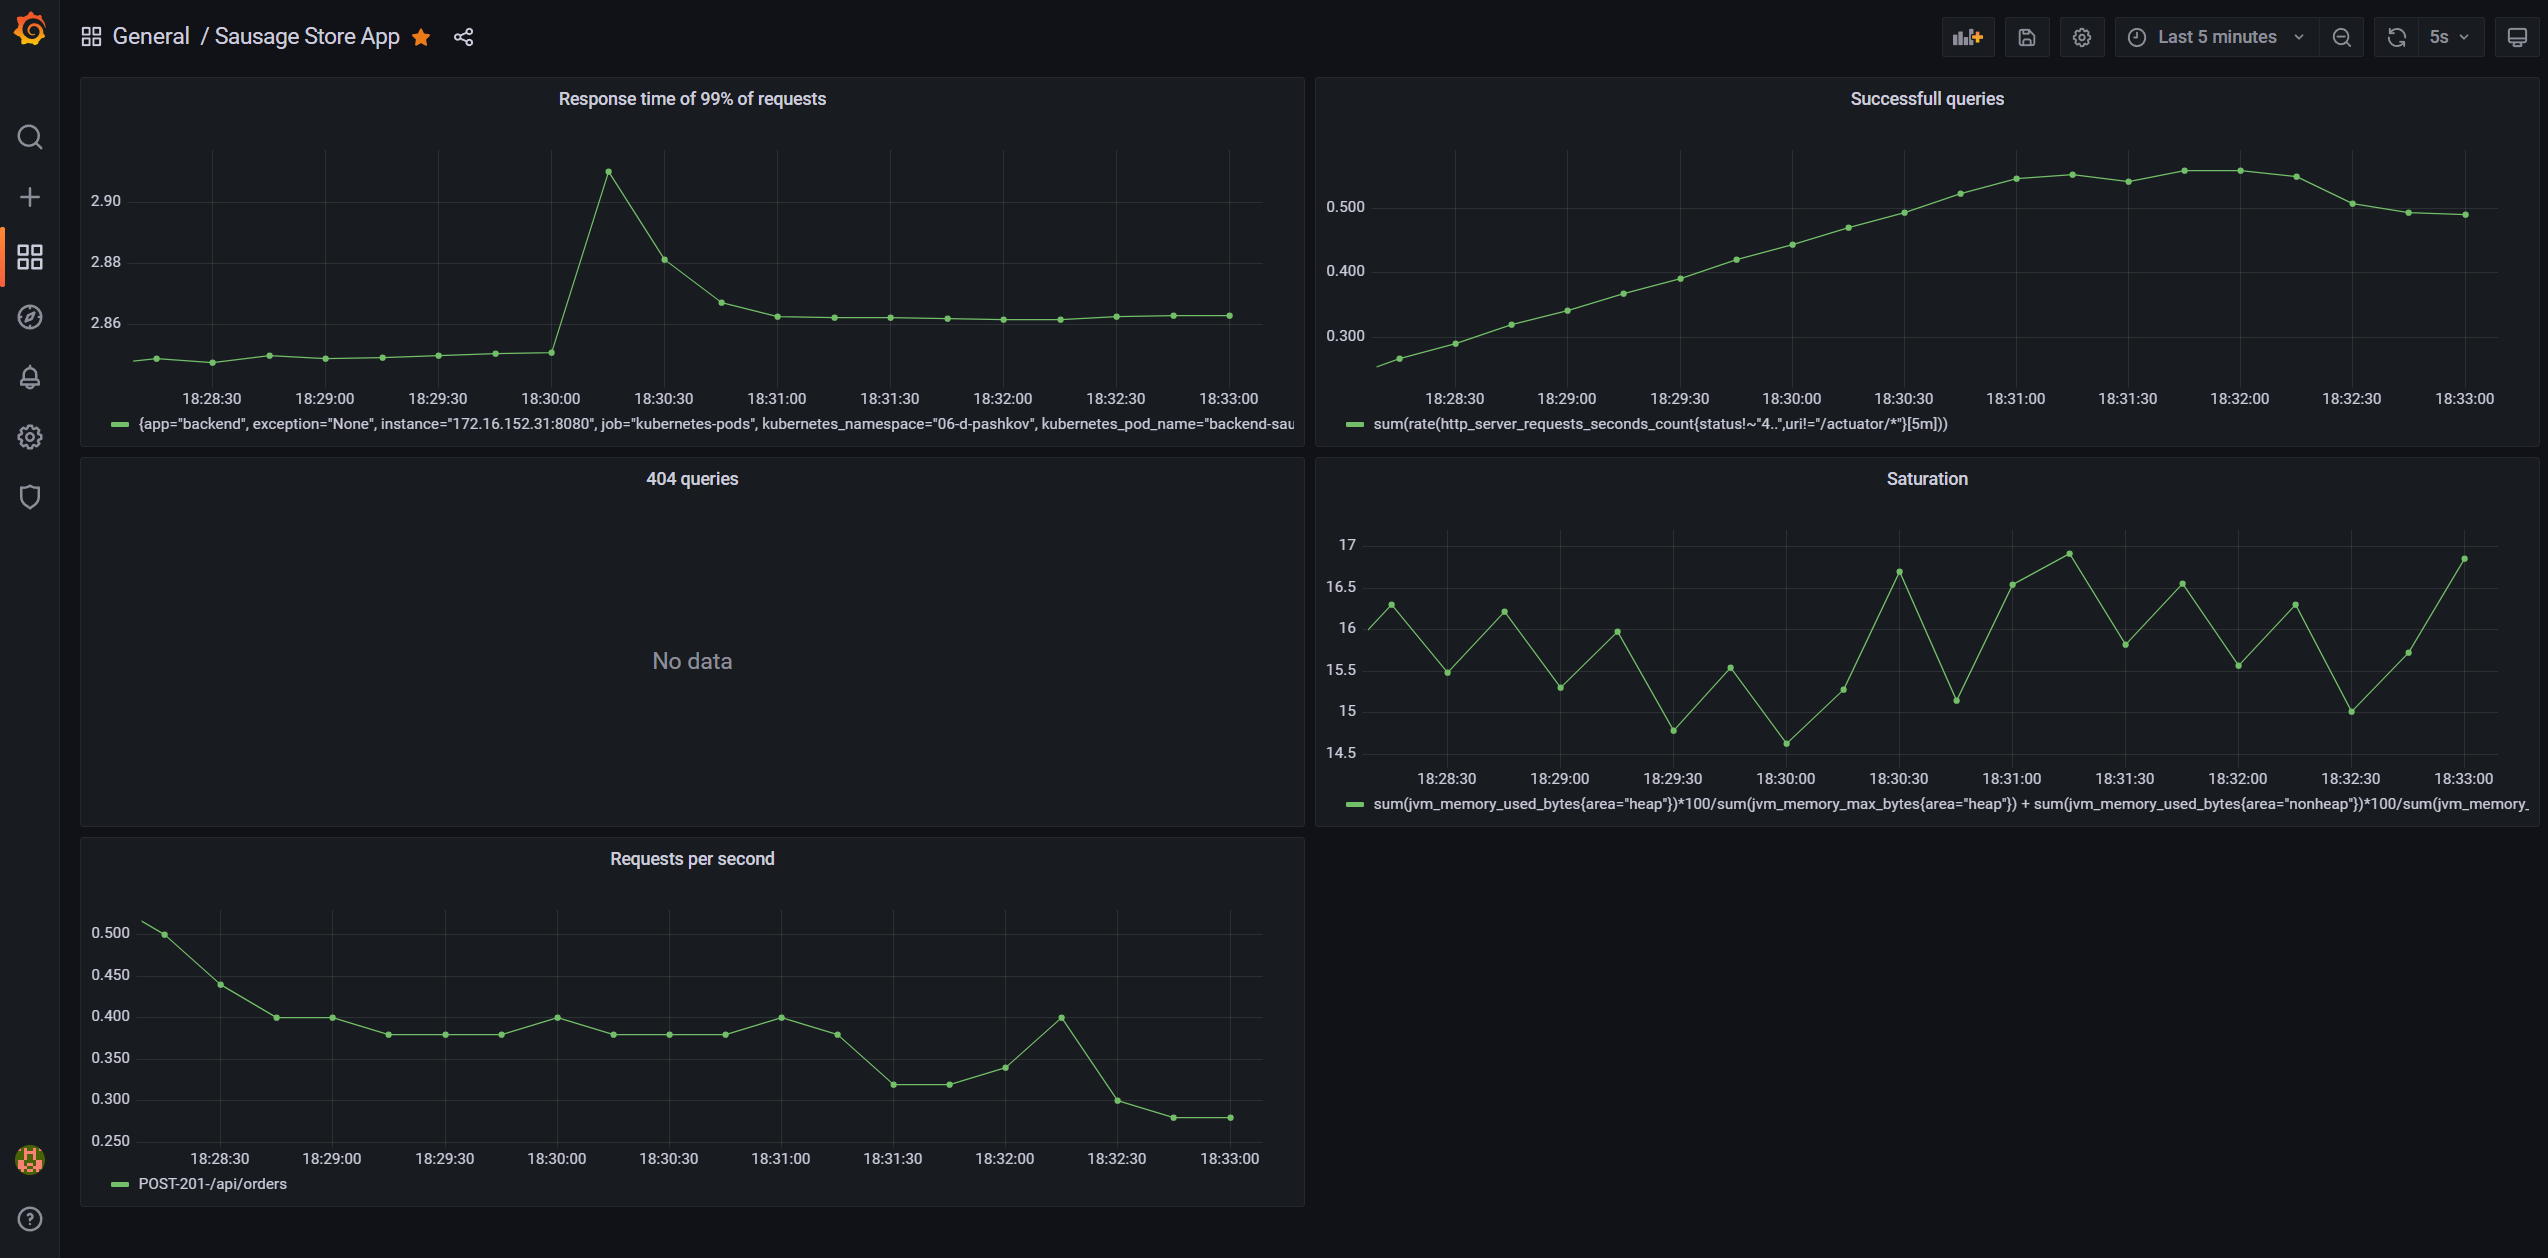 General / Sausage Store App
Last 5 minutes
5s
Response time of 99% of requests
2.90
2.88
2.86
18:28:30 18:29:00 18:29:30 18:30:00 18:30:30 18:31:00 18:31:30 18:32:00 18:32:30 18:33:00
{app="backend", exception="None", instance="172.16.152.31:8080", job="kubernetes-pods", kubernetes_namespace="06-d-pashkov", kubernetes_pod_name="backend-sau
Successfull queries
0.500
0.400
0.300
18:28:30 18:29:00 18:29:30 18:30:00 18:30:30 18:31:00 18:31:30 18:32:00 18:32:30 18:33:00
sum(rate(http_server_requests_seconds_count{status!~"4..",uri!="/actuator/*"}[5m]))
404 queries
No data
Saturation
17
16.5
16
15.5
15
14.5
18:28:30 18:29:00 18:29:30 18:30:00 18:30:30 18:31:00 18:31:30 18:32:00 18:32:30 18:33:00
sum(jvm_memory_used_bytes{area="heap"})*100/sum(jvm_memory_max_bytes{area="heap"}) + sum(jvm_memory_used_bytes{area="nonheap"})*100/sum(jvm_memory_
Requests per second
0.500
0.450
0.400
0.350
0.300
0.250
18:28:30 18:29:00 18:29:30 18:30:00 18:30:30 18:31:00 18:31:30 18:32:00 18:32:30 18:33:00
POST-201-/api/orders